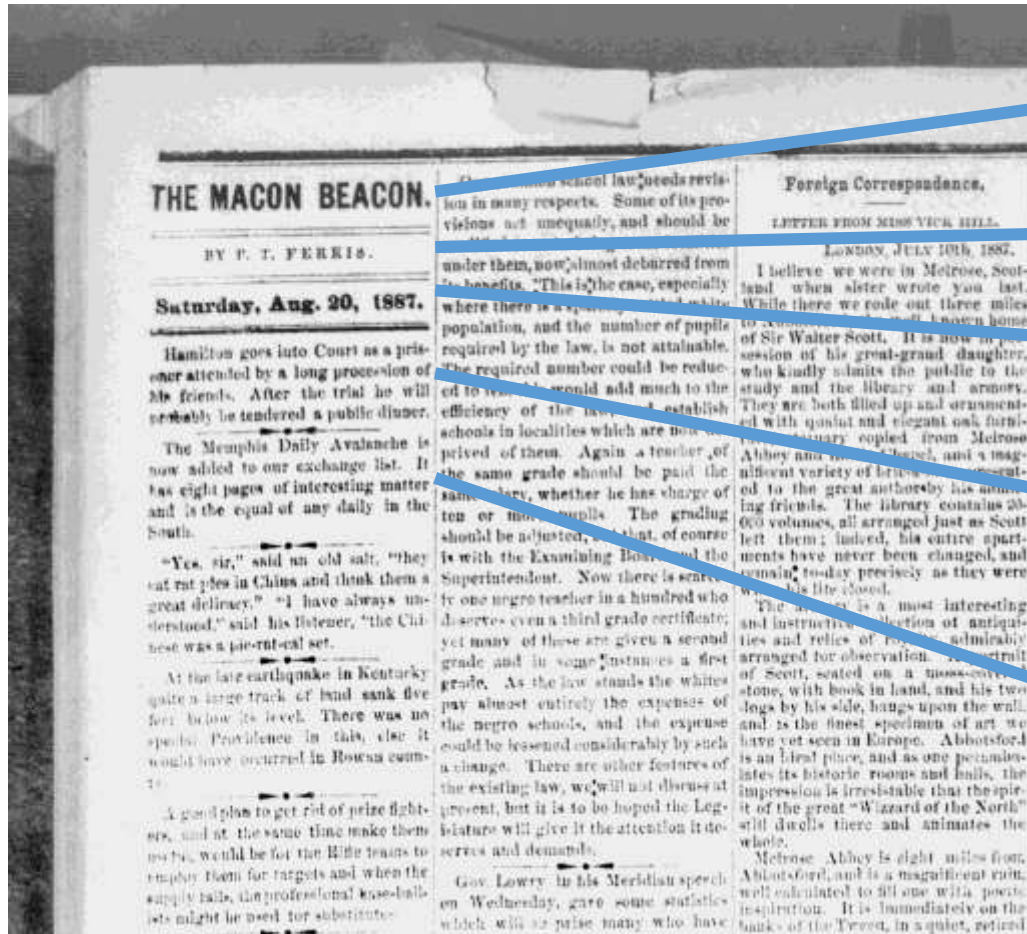 THE MACON BEACON.
BY P. T. FERRIS.
Saturday, Aug. 20, 1887.
Hamilton goes into Court as a pris-
oner attended by a long procession of
his friends. After the trial he will
probably be tendered a public dinner.
The Memphis Daily Avalanche is
now added to our exchange list. It
has eight pages of interesting matter
and is the equal of any daily in the
South.
"Yes, sir," said an old salt, "they
eat rat pies in China and think them a
great delicacy." "I have always un-
derstood," said his listener, "the Chi-
nese was a pie-rat-cal set.
At the late earthquake in Kentucky
quite a large track of land sank five
feet below its level. There was no
special Providence in this, else it
would have occurred in Rowan coun-
ty.
A good plan to get rid of prize fight-
ers, and at the same time make them
useful, would be for the Rifle teams to
employ them for targets and when the
supply fails, the professional base-ball-
ists might be used for substitutes
school law needs revis-
ion in many respects. Some of its pro-
visions act unequally, and should be
under them, now almost debarred from
its benefits. This is the case, especially
where there is a white
population, and the number of pupils
required by the law, is not attainable.
The required number could be reduc-
ed to would add much to the
efficiency of the establish
schools in localities which are now de-
prived of them. Again a teacher of
the same grade should be paid the
same salary, whether he has charge of
ten or more pupils The grading
should be adjusted, that, of course
is with the Examining Board and the
Superintendent. Now there is scarce-
ly one negro teacher in a hundred who
deserves even a third grade certificate;
yet many of these are given a second
grade and in some instances a first
grade. As the law stands the whites
pay almost entirely the expenses of
the negro schools, and the expense
could be lessened considerably by such
a change. There are other features of
the existing law, we will not discuss at
present, but it is to be hoped the Leg-
islature will give it the attention it de-
serves and demands.
Gov. Lowry in his Meridian speech
on Wednesday, gave some statistics
which will surprise many who have
Foreign Correspondence.
LETTER FROM MISS VICK HILL.
LONDON, JULY 10th, 1887.
I believe we were in Melrose, Scot-
land when sister wrote you last.
While there we rode out three miles
to known home
of Sir Walter Scott. It is now in pos-
session of his great-grand daughter,
who kindly admits the public to the
study and the library and armory.
They are both filled up and ornament-
ed with quaint and elegant oak furni-
copied from Melrose
Abbey and Chapel, and a mag-
nificent variety of present-
ed to the great author by his admir-
ing friends. The library contains 20-
000 volumes, all arranged just as Scott
left them; indeed, his entire apart-
ments have never been changed, and
remain to-day precisely as they were
when his life closed.
The is a most interesting
and instructive collection of antiqui-
ties and relics of admirably
arranged for observation. portrait
of Scott, seated on a moss-covered
stone, with book in hand, and his two
dogs by his side, hangs upon the wall,
and is the finest specimen of art we
have yet seen in Europe. Abbotsford
is an ideal place, and as one perambu-
lates its historic rooms and halls, the
impression is irresistable that the spir-
it of the great "Wizzard of the North"
still dwells there and animates the
whole.
Melrose Abbey is eight miles from
Abbotsford, and is a magnificent ruin,
well calculated to fill one with poetic
inspiration. It is immediately on the
banks of the Tweed, in a quiet, retired